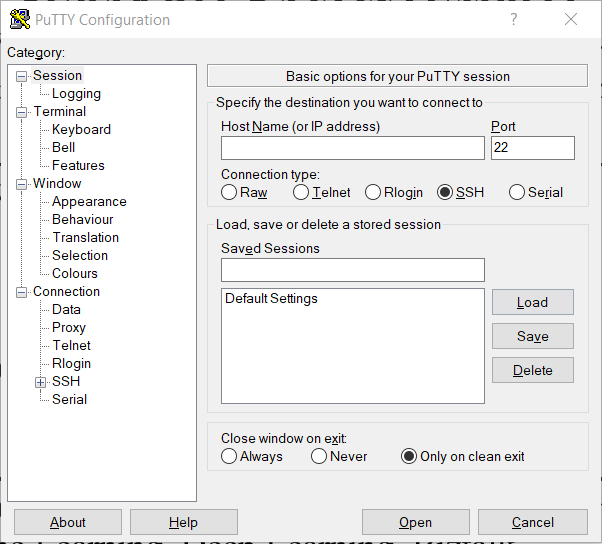 PuTTY Configuration
? ×
Category:
Session
Logging
Terminal
Keyboard
Bell
Features
Window
Appearance
Behaviour
Translation
Selection
Colours
Connection
Data
Proxy
Telnet
Rlogin
SSH
Serial
Basic options for your PuTTY session
Specify the destination you want to connect to
Host Name (or IP address) Port
22
Connection type:
Raw Telnet Rlogin SSH Serial
Load, save or delete a stored session
Saved Sessions
Default Settings
Load
Save
Delete
Close window on exit:
Always Never Only on clean exit
About Help Open Cancel